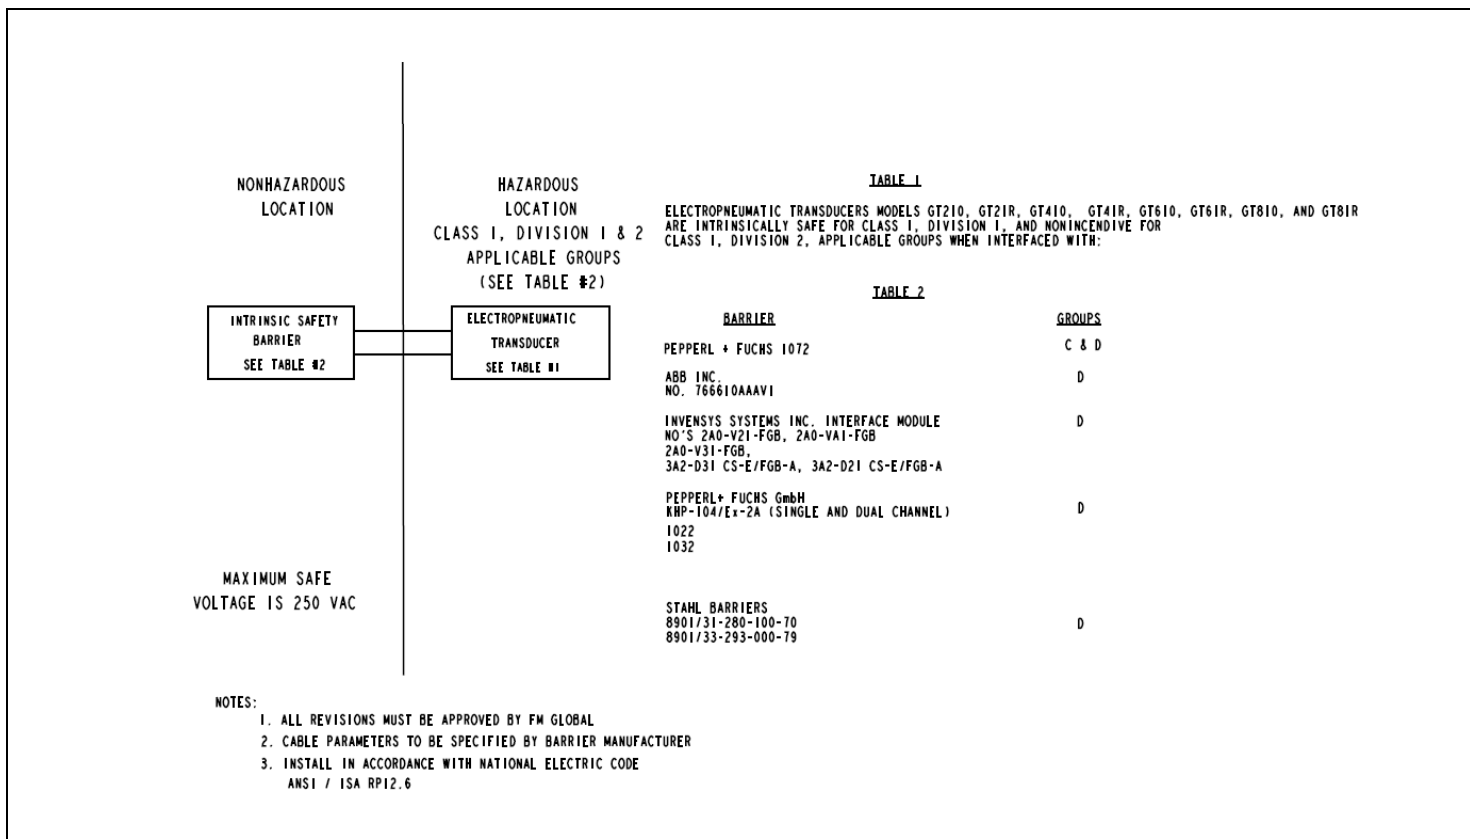 NONHAZARDOUS
LOCATION
HAZARDOUS
LOCATION
CLASS I, DIVISION I & 2
APPLICABLE GROUPS
(SEE TABLE #2)
INTRINSIC SAFETY
BARRIER
SEE TABLE #2
ELECTROPNEUMATIC
TRANSDUCER
SEE TABLE #1
MAXIMUM SAFE
VOLTAGE IS 250 VAC
TABLE 1
ELECTROPNEUMATIC TRANSDUCERS MODELS GT210, GT21R, GT410, GT41R, GT610, GT61R, GT810, AND GT81R
ARE INTRINSICALLY SAFE FOR CLASS I, DIVISION I, AND NONINCENDIVE FOR
CLASS I, DIVISION 2, APPLICABLE GROUPS WHEN INTERFACED WITH:
TABLE 2
BARRIER GROUPS
PEPPERL + FUCHS 1072 C & D
ABB INC. D
NO. 766610AAAV1
INVENSYS SYSTEMS INC. INTERFACE MODULE D
NO'S 2A0-V21-FGB, 2A0-VA1-FGB
2A0-V31-FGB,
3A2-D31 CS-E/FGB-A, 3A2-D21 CS-E/FGB-A
PEPPERL+ FUCHS GmbH
KHP-104/Ex-2A (SINGLE AND DUAL CHANNEL) D
1022
1032
STAHL BARRIERS
8901/31-280-100-70 D
8901/33-293-000-79
NOTES:
1. ALL REVISIONS MUST BE APPROVED BY FM GLOBAL
2. CABLE PARAMETERS TO BE SPECIFIED BY BARRIER MANUFACTURER
3. INSTALL IN ACCORDANCE WITH NATIONAL ELECTRIC CODE
ANSI / ISA RP12.6